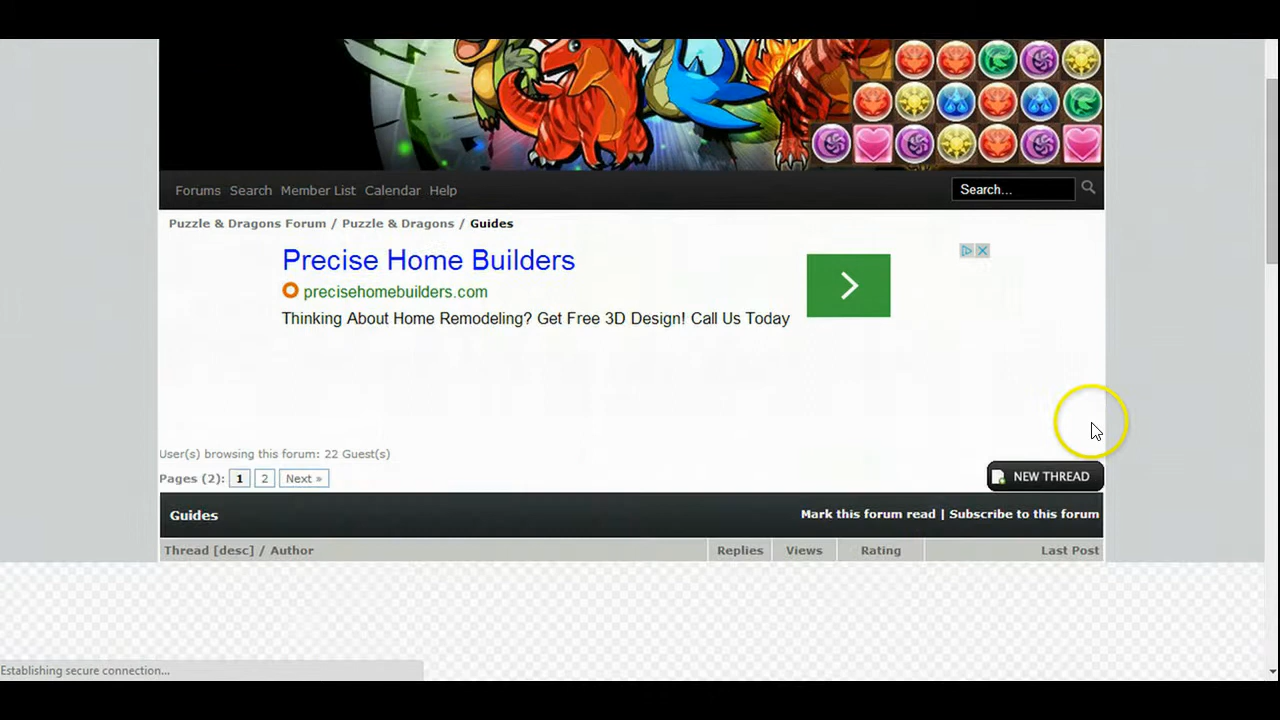 Forums Search Member List Calendar Help Search...
Puzzle & Dragons Forum / Puzzle & Dragons / Guides
Precise Home Builders
precisehomebuilders.com
Thinking About Home Remodeling? Get Free 3D Design! Call Us Today
User(s) browsing this forum: 22 Guest(s)
Pages (2): 1 2 Next » NEW THREAD
Guides Mark this forum read | Subscribe to this forum
Thread [desc] / Author Replies Views Rating Last Post
Establishing secure connection...